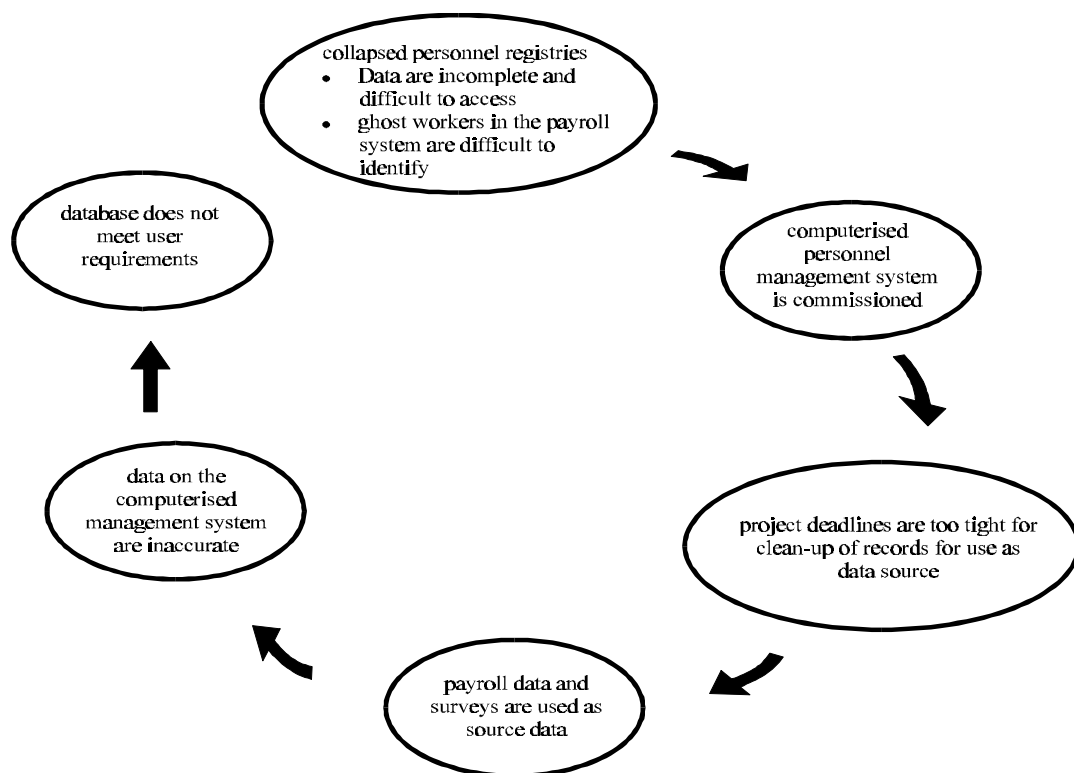 collapsed personnel registries
• Data are incomplete and
difficult to access
• ghost workers in the payroll
system are difficult to
identify
computerised
personnel
management system
is commissioned
project deadlines are too tight for
clean-up of records for use as
data source
payroll data and
surveys are used as
source data
data on the
computerised
management system
are inaccurate
database does not
meet user
requirements